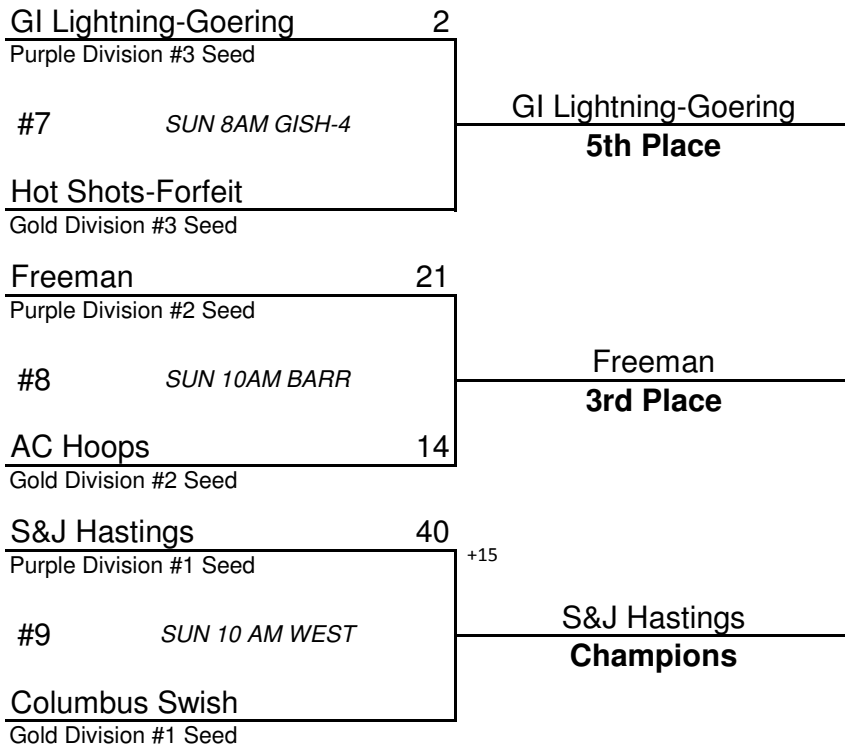 GI Lightning-Goering 2
Purple Division #3 Seed
#7 SUN 8AM GISH-4
GI Lightning-Goering
5th Place
Hot Shots-Forfeit
Gold Division #3 Seed
Freeman 21
Purple Division #2 Seed
#8 SUN 10AM BARR
Freeman
3rd Place
AC Hoops 14
Gold Division #2 Seed
S&J Hastings 40
Purple Division #1 Seed
+15
#9 SUN 10 AM WEST
S&J Hastings
Champions
Columbus Swish
Gold Division #1 Seed